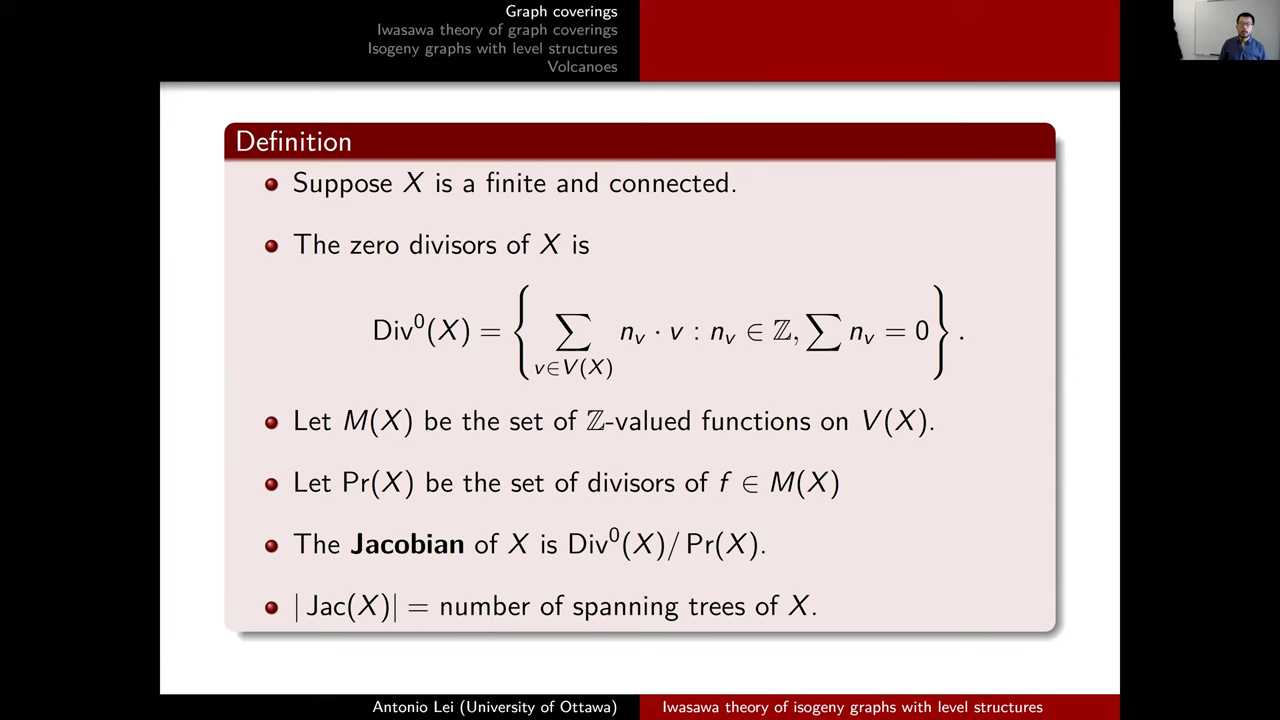 Graph coverings
Iwasawa theory of graph coverings
Isogeny graphs with level structures
Volcanoes
Definition
Suppose X is a finite and connected.
The zero divisors of X is
Div⁰(X) = { ∑_{v∈V(X)} n_v · v : n_v ∈ ℤ, ∑ n_v = 0 } .
Let M(X) be the set of ℤ-valued functions on V(X).
Let Pr(X) be the set of divisors of f ∈ M(X)
The Jacobian of X is Div⁰(X)/ Pr(X).
| Jac(X)| = number of spanning trees of X.
Antonio Lei (University of Ottawa)
Iwasawa theory of isogeny graphs with level structures